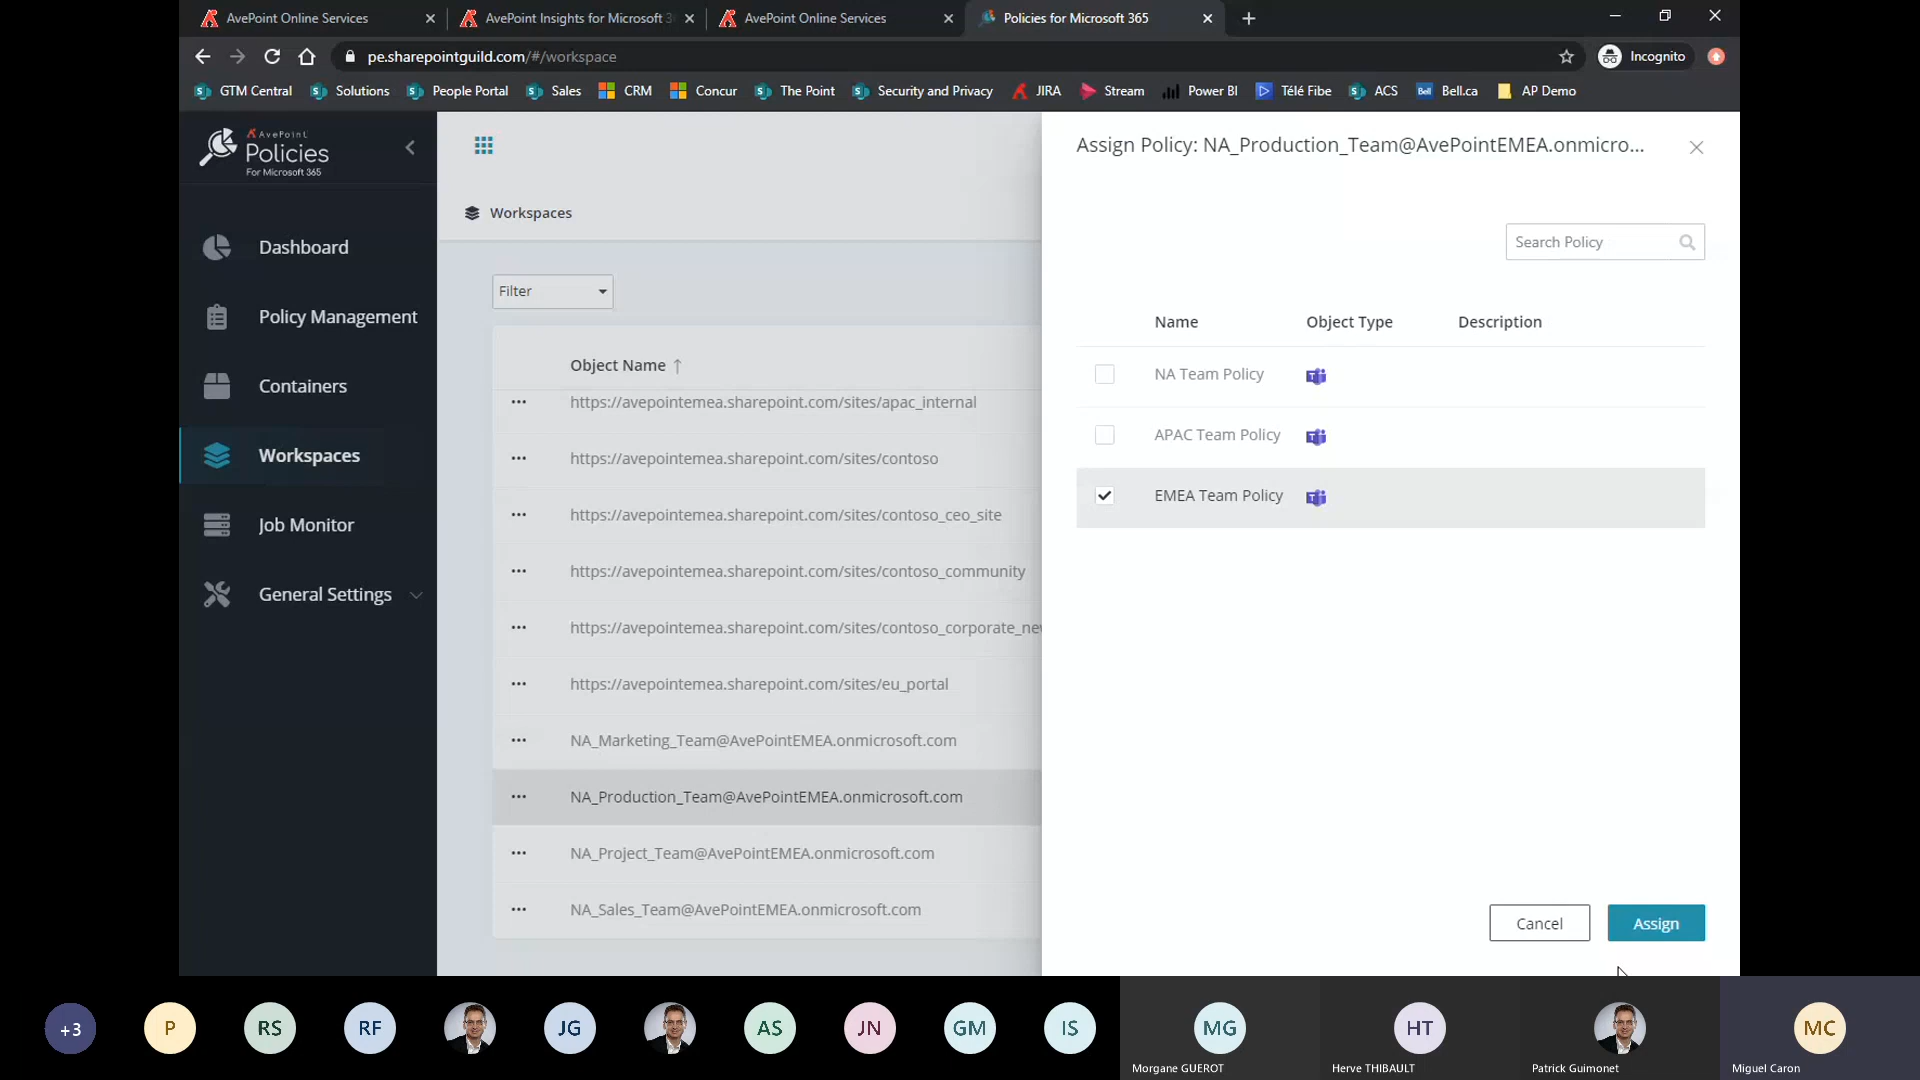 AvePoint Online Services
AvePoint Insights for Microsoft 3
AvePoint Online Services
Policies for Microsoft 365
pe.sharepointguild.com/#/workspace
Incognito
GTM Central
Solutions
People Portal
Sales
CRM
Concur
The Point
Security and Privacy
JIRA
Stream
Power BI
Télé Fibe
ACS
Bell
Bell.ca
AP Demo
AvePoint
Policies
For Microsoft 365
Dashboard
Policy Management
Containers
Workspaces
Job Monitor
General Settings
Workspaces
Filter
Object Name
https://avepointemea.sharepoint.com/sites/apac_internal
https://avepointemea.sharepoint.com/sites/contoso
https://avepointemea.sharepoint.com/sites/contoso_ceo_site
https://avepointemea.sharepoint.com/sites/contoso_community
https://avepointemea.sharepoint.com/sites/contoso_corporate_nev
https://avepointemea.sharepoint.com/sites/eu_portal
NA_Marketing_Team@AvePointEMEA.onmicrosoft.com
NA_Production_Team@AvePointEMEA.onmicrosoft.com
NA_Project_Team@AvePointEMEA.onmicrosoft.com
NA_Sales_Team@AvePointEMEA.onmicrosoft.com
Assign Policy: NA_Production_Team@AvePointEMEA.onmicro...
Search Policy
Name Object Type Description
NA Team Policy
APAC Team Policy
EMEA Team Policy
Cancel
Assign
+3
P
RS
RF
JG
AS
JN
GM
IS
MG
Morgane GUEROT
HT
Herve THIBAULT
Patrick Guimonet
MC
Miguel Caron